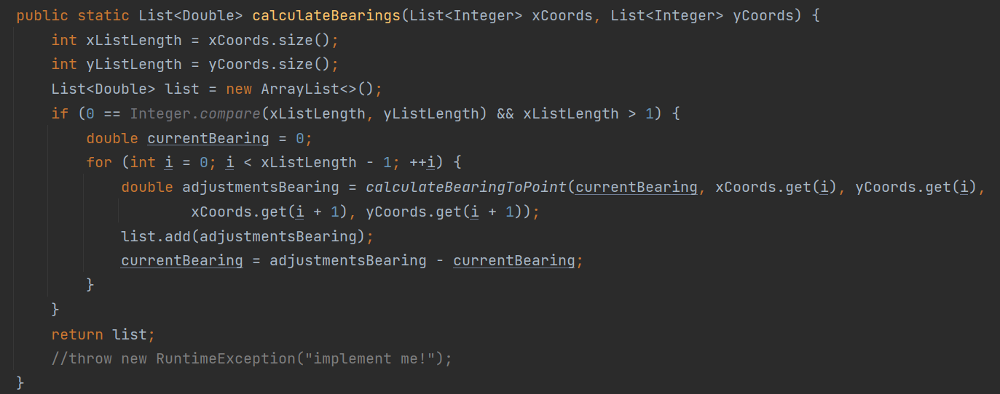 public static List<Double> calculateBearings(List<Integer> xCoords, List<Integer> yCoords) {
    int xListLength = xCoords.size();
    int yListLength = yCoords.size();
    List<Double> list = new ArrayList<>();
    if (0 == Integer.compare(xListLength, yListLength) && xListLength > 1) {
        double currentBearing = 0;
        for (int i = 0; i < xListLength - 1; ++i) {
            double adjustmentsBearing = calculateBearingToPoint(currentBearing, xCoords.get(i), yCoords.get(i),
                    xCoords.get(i + 1), yCoords.get(i + 1));
            list.add(adjustmentsBearing);
            currentBearing = adjustmentsBearing - currentBearing;
        }
    }
    return list;
    //throw new RuntimeException("implement me!");
}